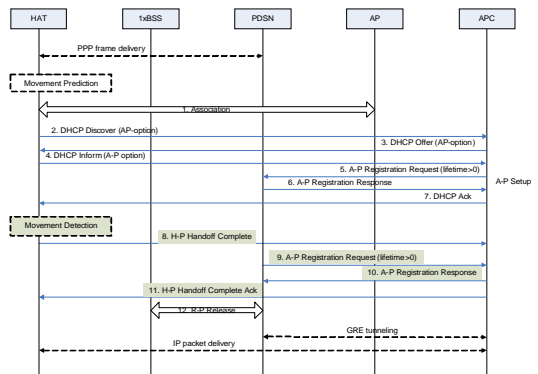 HAT 1xBSS PDSN AP APC
PPP frame delivery
Movement Prediction
1. Association
2. DHCP Discover (AP-option)
3. DHCP Offer (AP-option)
4. DHCP Inform (A-P option)
5. A-P Registration Request (lifetime>0)
6. A-P Registration Response
A-P Setup
7. DHCP Ack
Movement Detection
8. H-P Handoff Complete
9. A-P Registration Request (lifetime>0)
10. A-P Registration Response
11. H-P Handoff Complete Ack
12. R-P Release
GRE tunneling
IP packet delivery